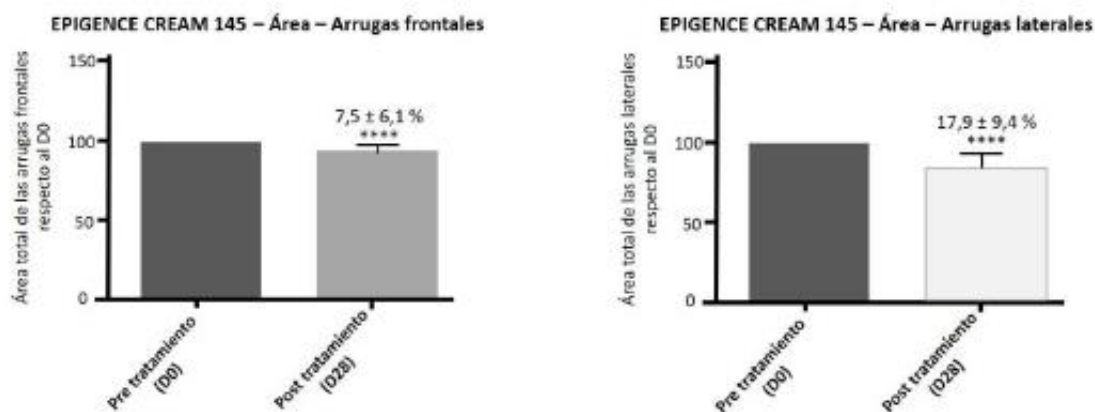 EPIGENCE CREAM 145 – Área – Arrugas frontales
Área total de las arrugas frontales
respecto al D0
150
100
50
0
7,5 ± 6,1 %
****
Pre tratamiento
(D0)
Post tratamiento
(D28)
EPIGENCE CREAM 145 – Área – Arrugas laterales
Área total de las arrugas laterales
respecto al D0
150
100
50
0
17,9 ± 9,4 %
****
Pre tratamiento
(D0)
Post tratamiento
(D28)